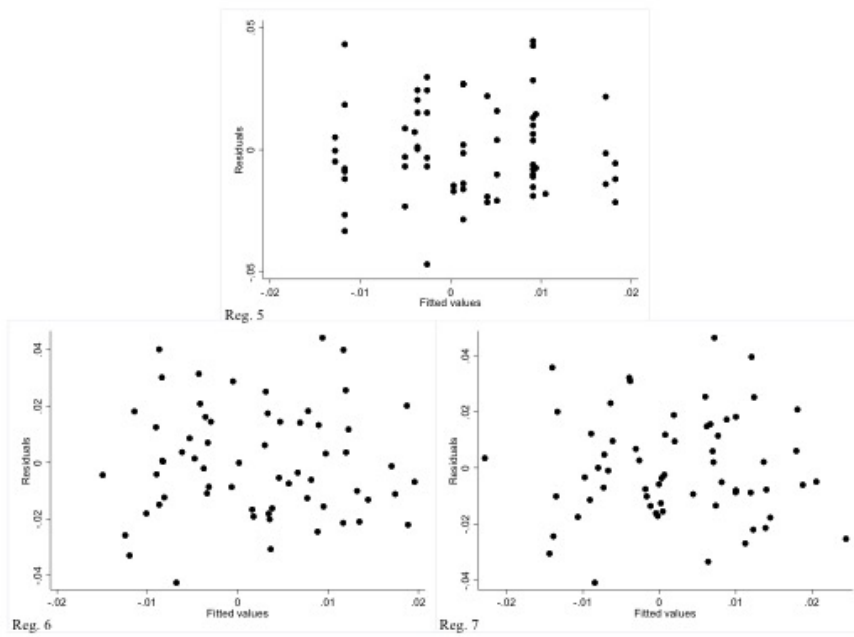 .05
0
-.05
Residuals
-.02 -.01 0 .01 .02
Fitted values
Reg. 5
.04
.02
0
-.02
-.04
Residuals
-.02 -.01 0 .01 .02
Fitted values
Reg. 6
.04
.02
0
-.02
-.04
Residuals
-.02 -.01 0 .01 .02
Fitted values
Reg. 7